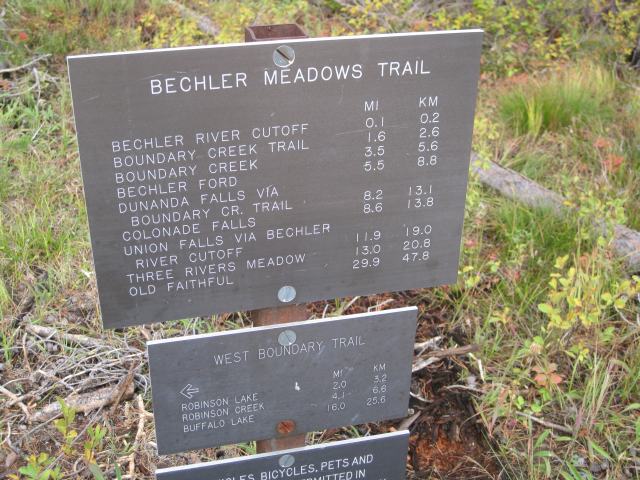 BECHLER MEADOWS TRAIL
MI KM
BECHLER RIVER CUTOFF 0.1 0.2
BOUNDARY CREEK TRAIL 1.6 2.6
BOUNDARY CREEK 3.5 5.6
BECHLER FORD 5.5 8.8
DUNANDA FALLS VIA
BOUNDARY CR. TRAIL 8.2 13.1
COLONADE FALLS 8.6 13.8
UNION FALLS VIA BECHLER
RIVER CUTOFF 11.9 19.0
THREE RIVERS MEADOW 13.0 20.8
OLD FAITHFUL 29.9 47.8
WEST BOUNDARY TRAIL
MI KM
ROBINSON LAKE 2.0 3.2
ROBINSON CREEK 4.1 6.6
BUFFALO LAKE 16.0 25.6
BICYCLES, PETS AND
IN